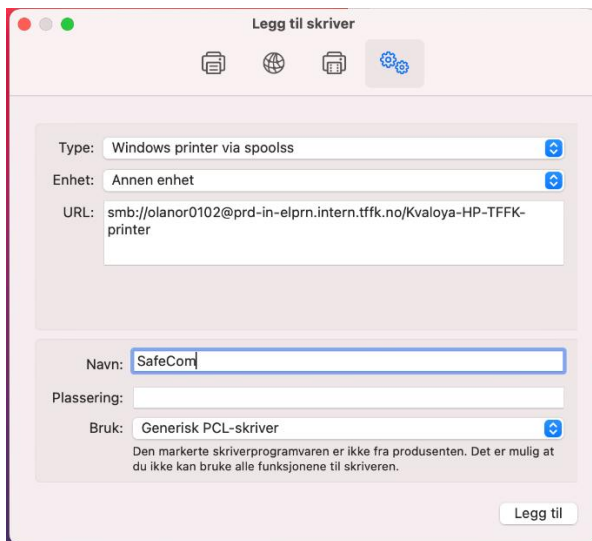 Legg til skriver
Type: Windows printer via spoolss
Enhet: Annen enhet
URL: smb://olanor0102@prd-in-elprn.intern.tffk.no/Kvaloya-HP-TFFK-
printer
Navn: SafeCom
Plassering:
Bruk: Generisk PCL-skriver
Den markerte skriverprogramvaren er ikke fra produsenten. Det er mulig at
du ikke kan bruke alle funksjonene til skriveren.
Legg til